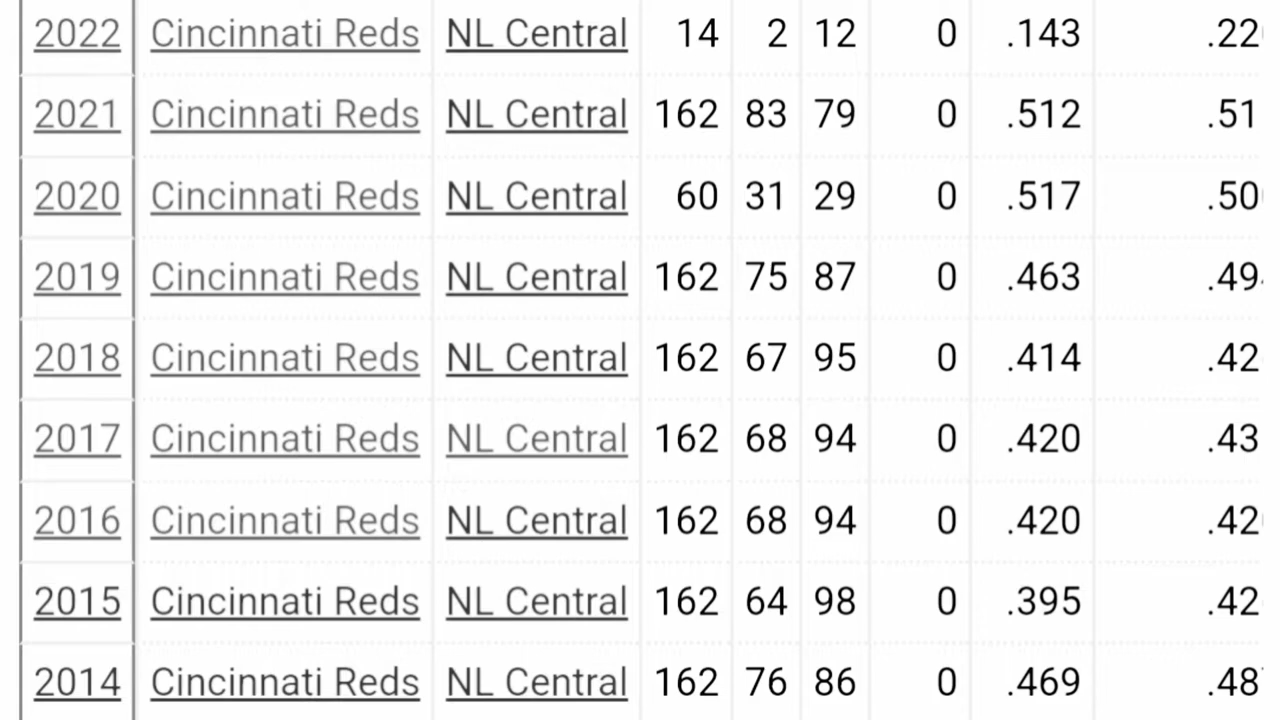 2022 Cincinnati Reds NL Central 14 2 12 0 .143 .22
2021 Cincinnati Reds NL Central 162 83 79 0 .512 .51
2020 Cincinnati Reds NL Central 60 31 29 0 .517 .50
2019 Cincinnati Reds NL Central 162 75 87 0 .463 .49
2018 Cincinnati Reds NL Central 162 67 95 0 .414 .42
2017 Cincinnati Reds NL Central 162 68 94 0 .420 .43
2016 Cincinnati Reds NL Central 162 68 94 0 .420 .42
2015 Cincinnati Reds NL Central 162 64 98 0 .395 .42
2014 Cincinnati Reds NL Central 162 76 86 0 .469 .48